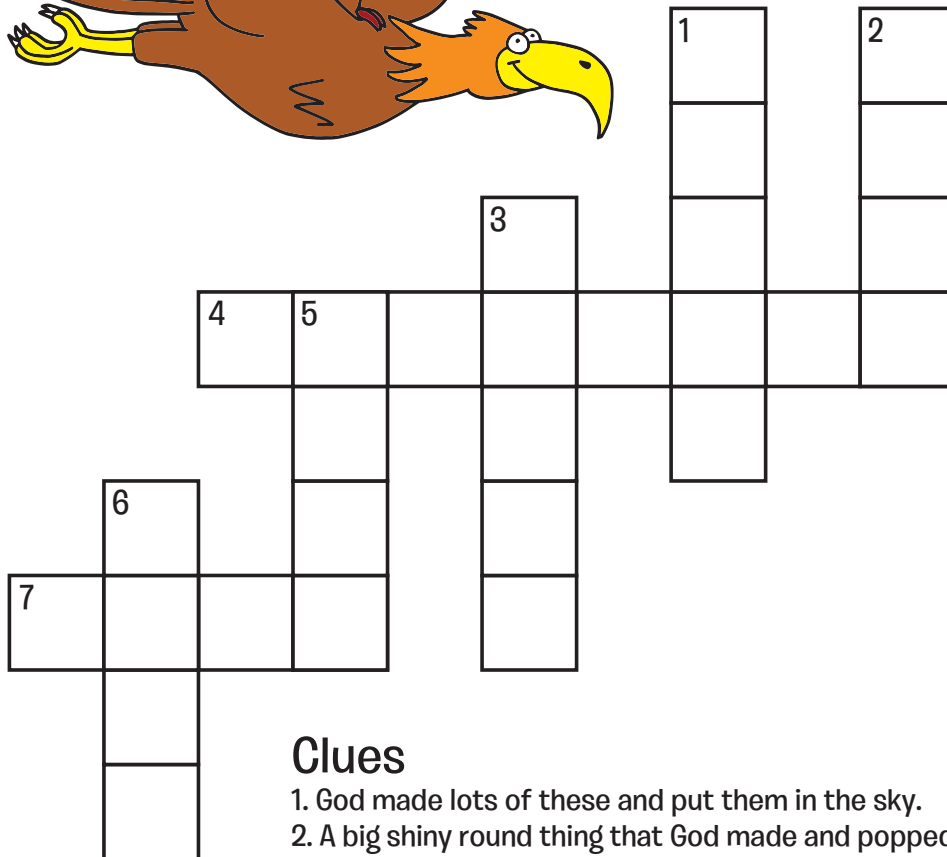 1
2
3
4
5
6
7
Clues
1. God made lots of these and put them in the sky.
2. A big shiny round thing that God made and popped